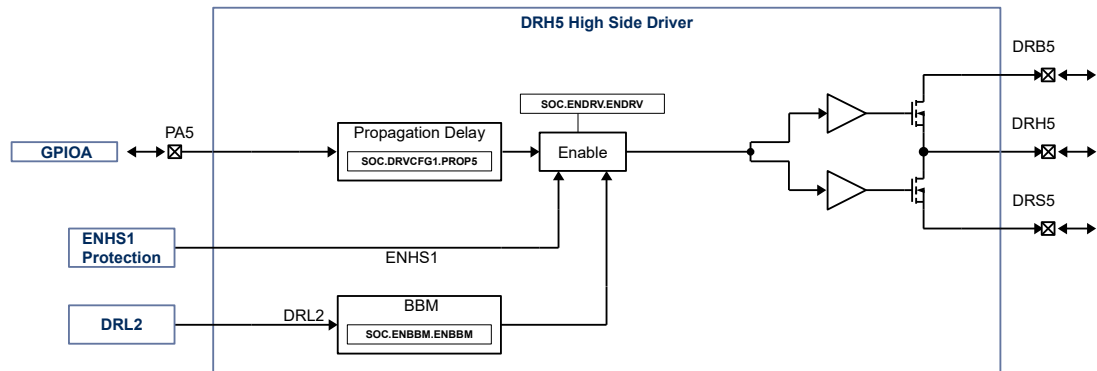 DRH5 High Side Driver
DRB5
SOC.ENDRV.ENDRV
PA5
Propagation Delay
DRH5
GPIOA
SOC.DRVCFG1.PROP5
Enable
DRS5
ENHS1
Protection
ENHS1
BBM
DRL2
DRL2
SOC.ENBBM.ENBBM